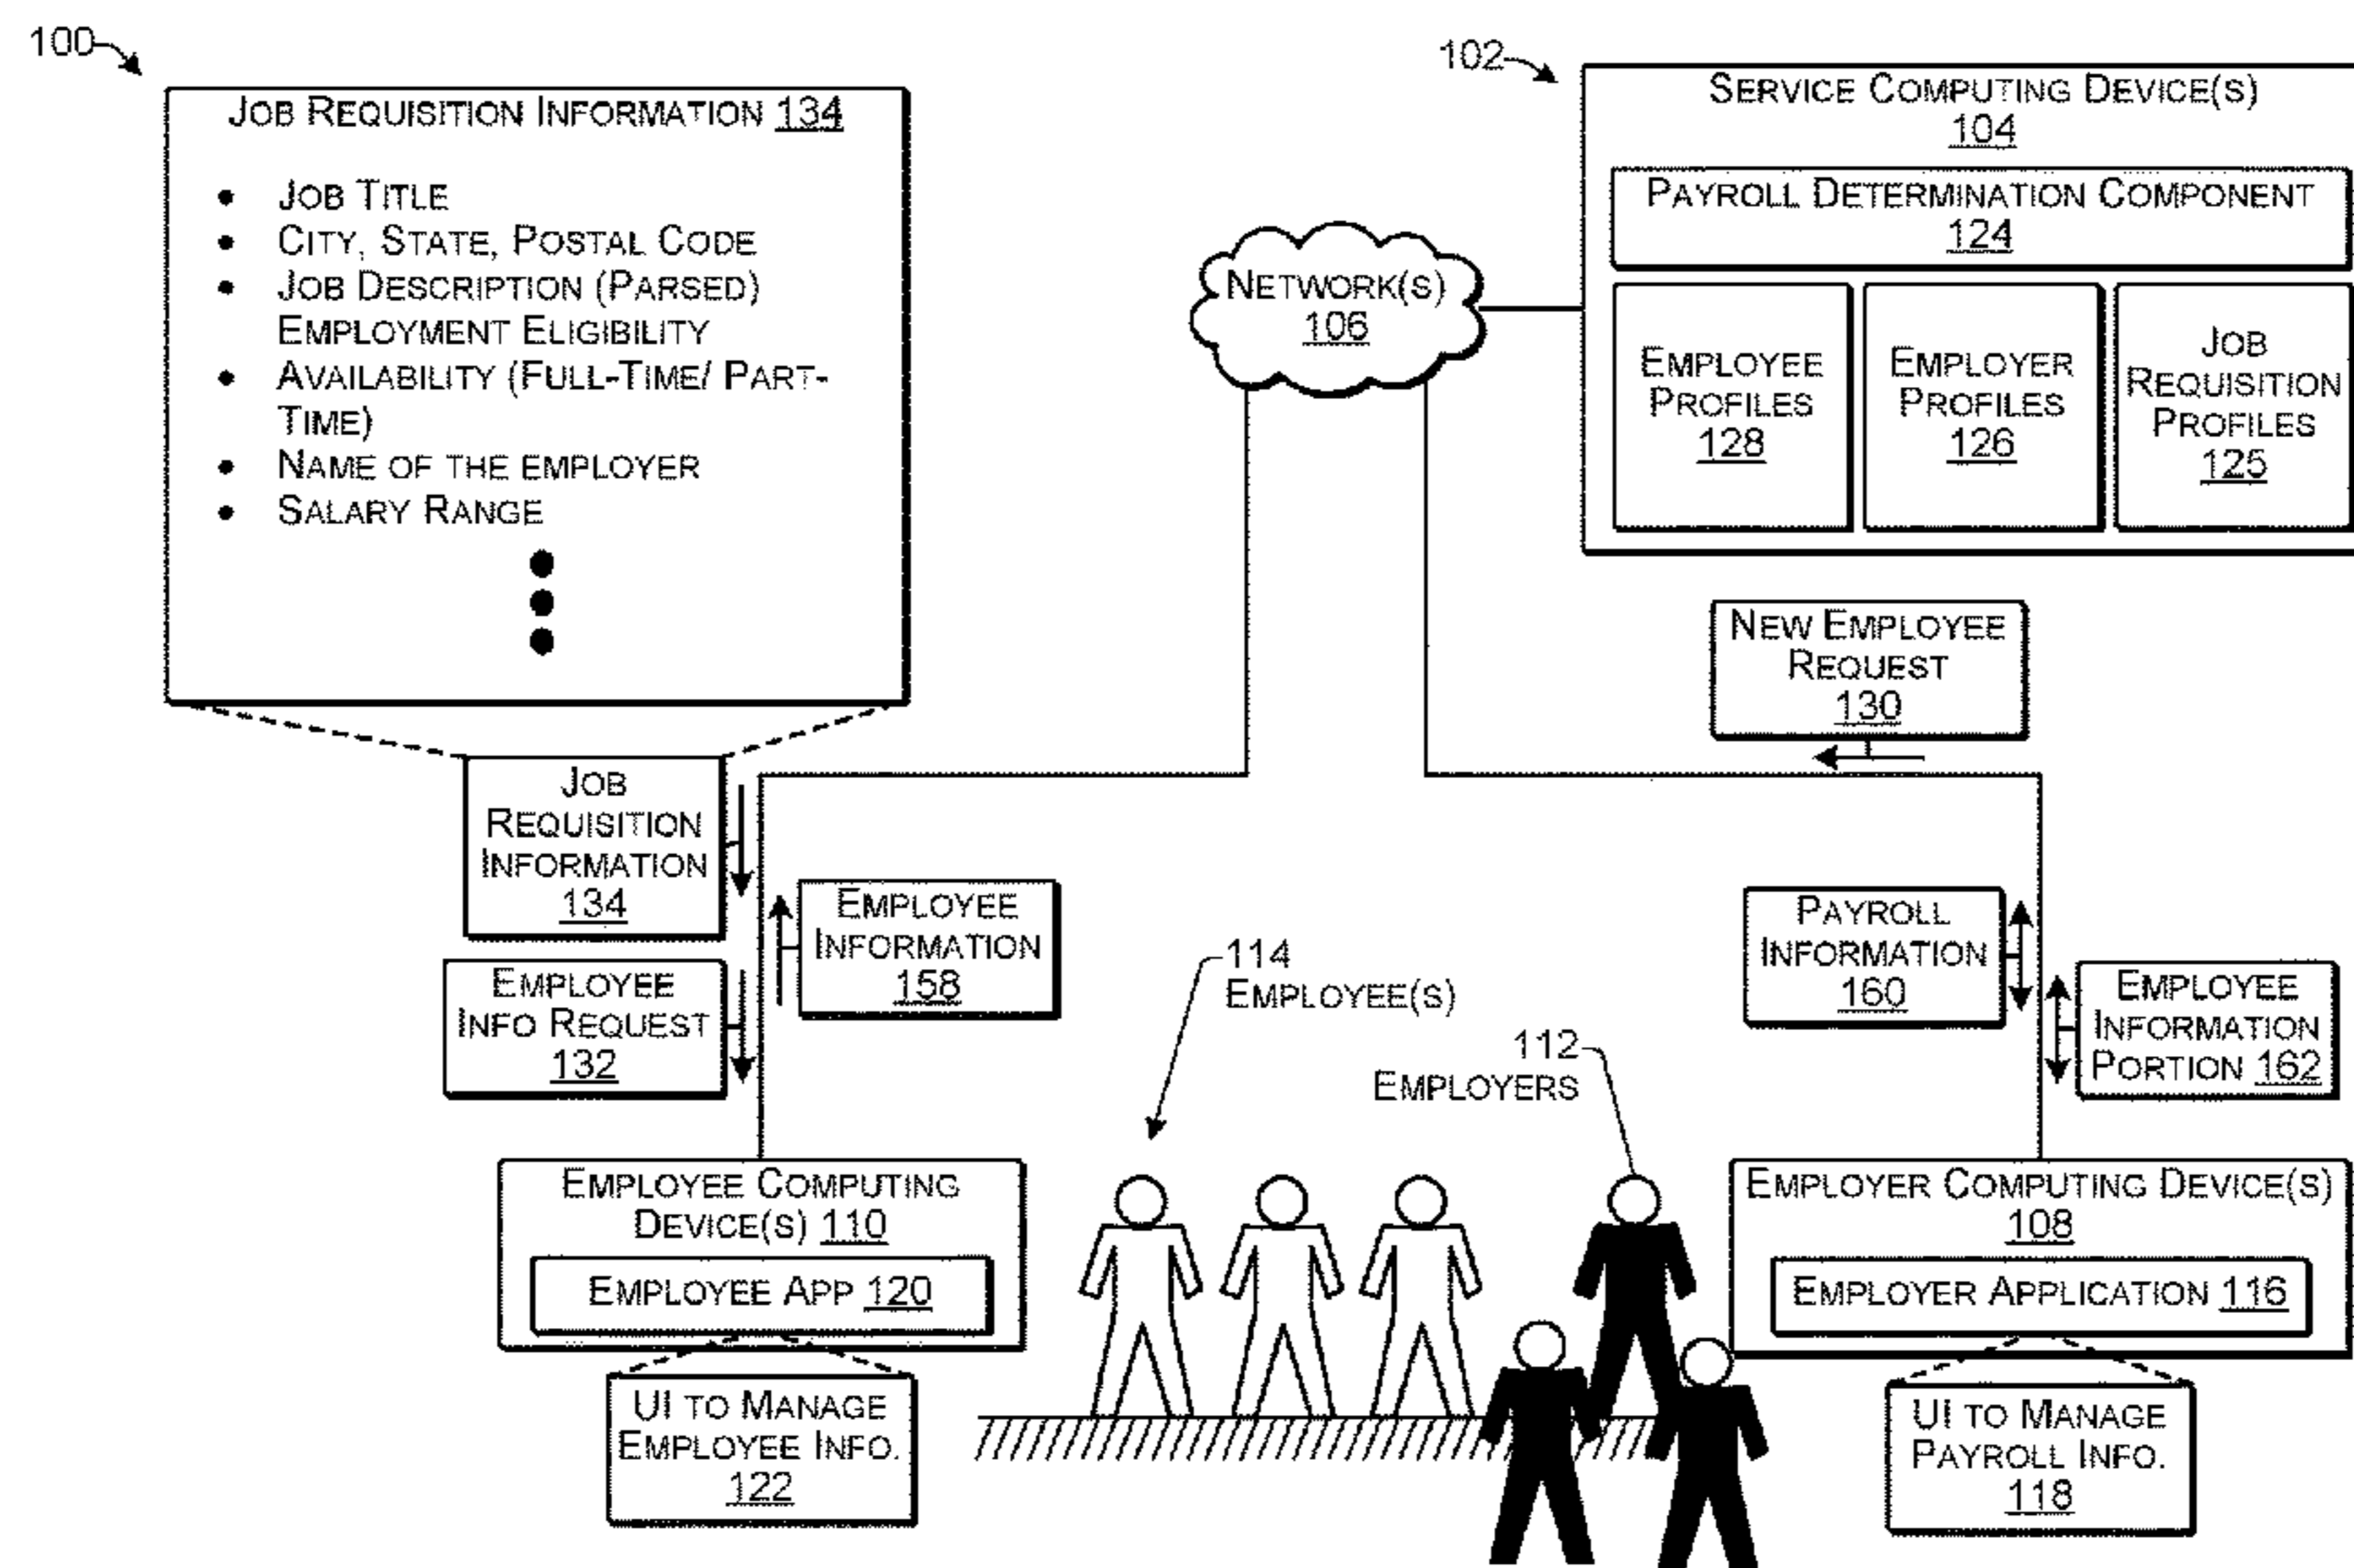 100
JOB REQUISITION INFORMATION 134
• JOB TITLE
• CITY, STATE, POSTAL CODE
• JOB DESCRIPTION (PARSED)
EMPLOYMENT ELIGIBILITY
• AVAILABILITY (FULL-TIME/ PART-
TIME)
• NAME OF THE EMPLOYER
• SALARY RANGE
102
SERVICE COMPUTING DEVICE(S)
104
PAYROLL DETERMINATION COMPONENT
124
EMPLOYEE
PROFILES
128
EMPLOYER
PROFILES
126
JOB
REQUISITION
PROFILES
125
NETWORK(S)
106
NEW EMPLOYEE
REQUEST
130
JOB
REQUISITION
INFORMATION
134
EMPLOYEE
INFORMATION
158
EMPLOYEE
INFO REQUEST
132
PAYROLL
INFORMATION
160
EMPLOYEE
INFORMATION
PORTION 162
114
EMPLOYEE(S)
112
EMPLOYERS
EMPLOYEE COMPUTING
DEVICE(S) 110
EMPLOYEE APP 120
UI TO MANAGE
EMPLOYEE INFO.
122
EMPLOYER COMPUTING DEVICE(S)
108
EMPLOYER APPLICATION 116
UI TO MANAGE
PAYROLL INFO.
118